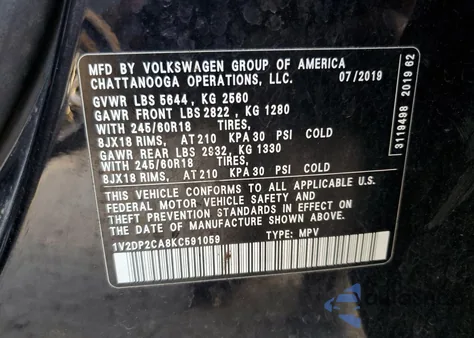 MFD BY VOLKSWAGEN GROUP OF AMERICA
CHATTANOOGA OPERATIONS, LLC. 07/2019
GVWR LBS 5644, KG 2560
GAWR FRONT LBS 2822, KG 1280
WITH 245/60R18 TIRES,
8JX18 RIMS, AT 210 KPA 30 PSI COLD
GAWR REAR LBS 2932, KG 1330
WITH 245/60R18 TIRES,
8JX18 RIMS, AT 210 KPA 30 PSI COLD
THIS VEHICLE CONFORMS TO ALL APPLICABLE U.S.
FEDERAL MOTOR VEHICLE SAFETY AND
THEFT PREVENTION STANDARDS IN EFFECT ON
THE DATE OF MANUFACTURE SHOWN ABOVE.
1V2DP2CA8KC591059 TYPE: MPV
3119498 2019 62